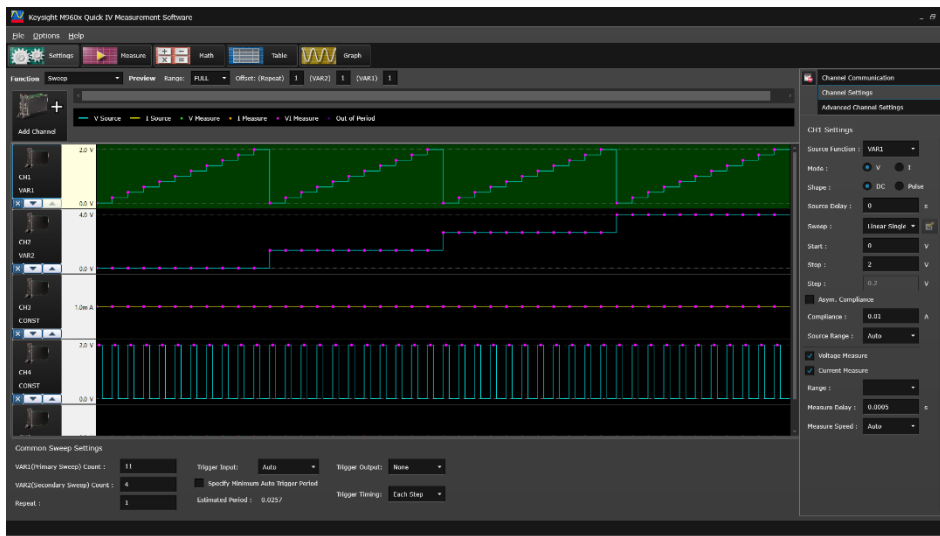 Keysight M960x Quick IV Measurement Software
File Options Help
Settings Measure Math Table Graph
Function Sweep Preview Range: FULL Offset: (Repeat) 1 (VAR2) 1 (VAR1) 1
Add Channel
V Source I Source V Measure I Measure VI Measure Out of Period
CH1
VAR1
2.0 V
0.0 V
CH2
VAR2
4.0 V
0.0 V
CH3
CONST
1.0m A
CH4
CONST
2.0 V
0.0 V
Channel Communication
Channel Settings
Advanced Channel Settings
CH1 Settings
Source Function : VAR1
Mode : V I
Shape : DC Pulse
Source Delay : 0 s
Sweep : Linear Single
Start : 0 V
Stop : 2 V
Step : 0.2 V
Asym. Compliance
Compliance : 0.01 A
Source Range : Auto
Voltage Measure
Current Measure
Range :
Measure Delay : 0.0005 s
Measure Speed : Auto
Common Sweep Settings
VAR1(Primary Sweep) Count : 11
VAR2(Secondary Sweep) Count : 4
Repeat : 1
Trigger Input: Auto
Specify Minimum Auto Trigger Period
Estimated Period : 0.0257
Trigger Output: None
Trigger Timing: Each Step